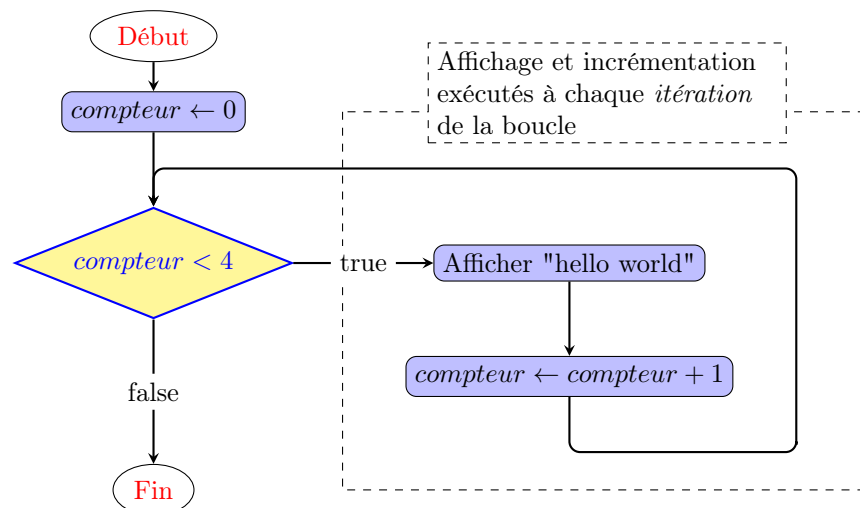 Début
Affichage et incrémentation
exécutés à chaque itération
de la boucle
compteur ← 0
compteur < 4
true
Afficher "hello world"
compteur ← compteur + 1
false
Fin